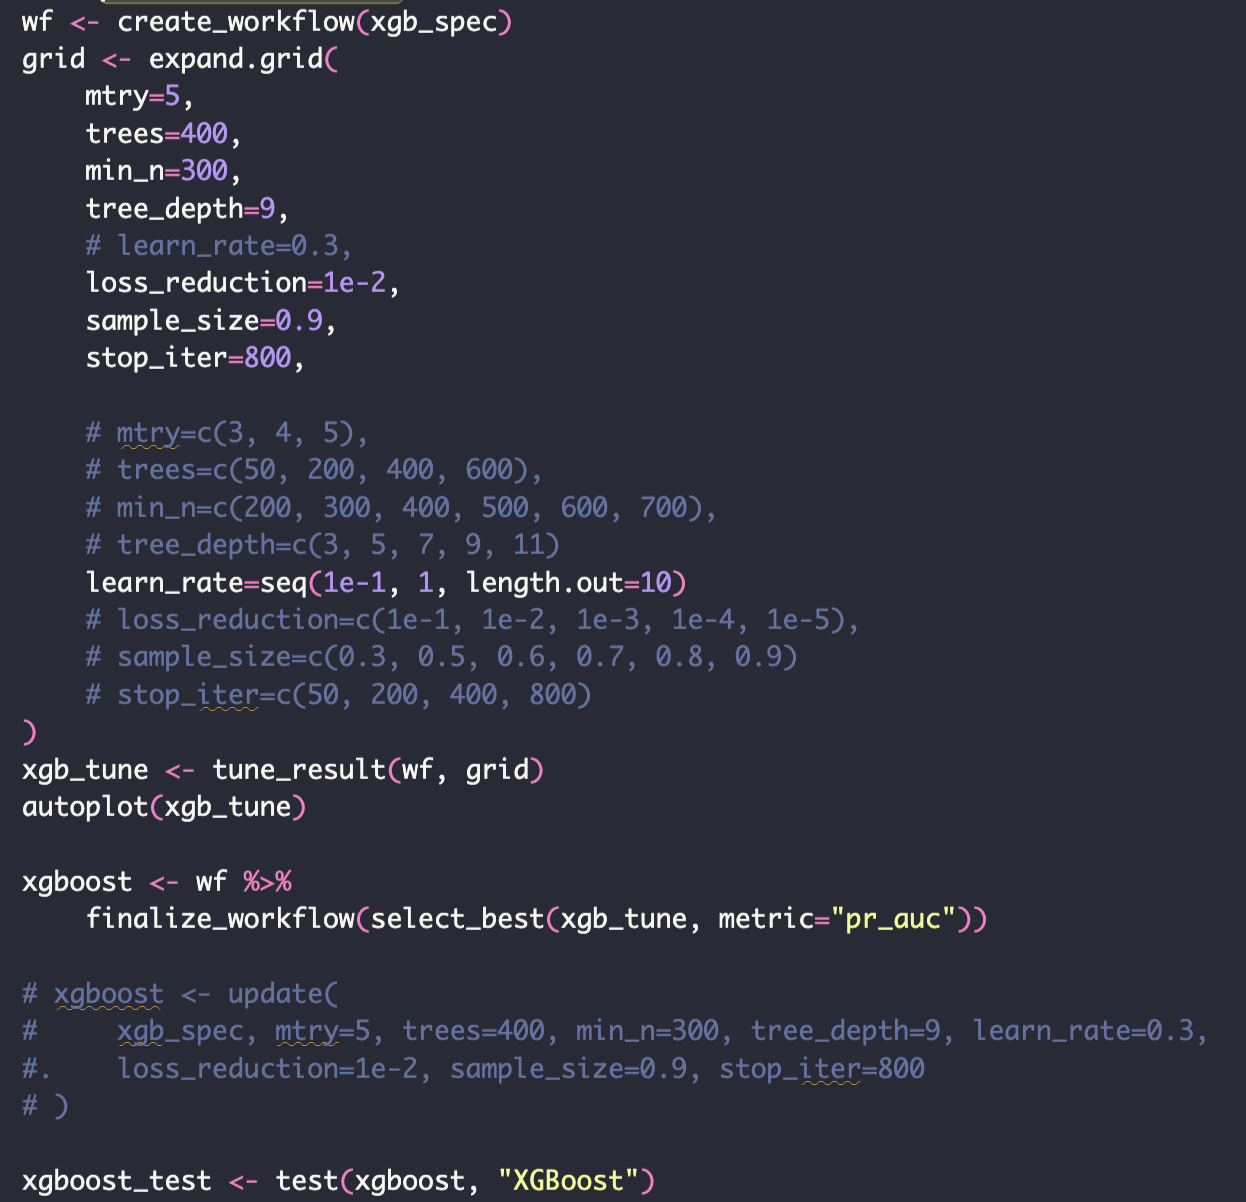 wf <- create_workflow(xgb_spec)
grid <- expand.grid(
    mtry=5,
    trees=400,
    min_n=300,
    tree_depth=9,
    # learn_rate=0.3,
    loss_reduction=1e-2,
    sample_size=0.9,
    stop_iter=800,

    # mtry=c(3, 4, 5),
    # trees=c(50, 200, 400, 600),
    # min_n=c(200, 300, 400, 500, 600, 700),
    # tree_depth=c(3, 5, 7, 9, 11)
    learn_rate=seq(1e-1, 1, length.out=10)
    # loss_reduction=c(1e-1, 1e-2, 1e-3, 1e-4, 1e-5),
    # sample_size=c(0.3, 0.5, 0.6, 0.7, 0.8, 0.9)
    # stop_iter=c(50, 200, 400, 800)
)
xgb_tune <- tune_result(wf, grid)
autoplot(xgb_tune)

xgboost <- wf %>%
    finalize_workflow(select_best(xgb_tune, metric="pr_auc"))

# xgboost <- update(
#     xgb_spec, mtry=5, trees=400, min_n=300, tree_depth=9, learn_rate=0.3,
#.    loss_reduction=1e-2, sample_size=0.9, stop_iter=800
# )

xgboost_test <- test(xgboost, "XGBoost")